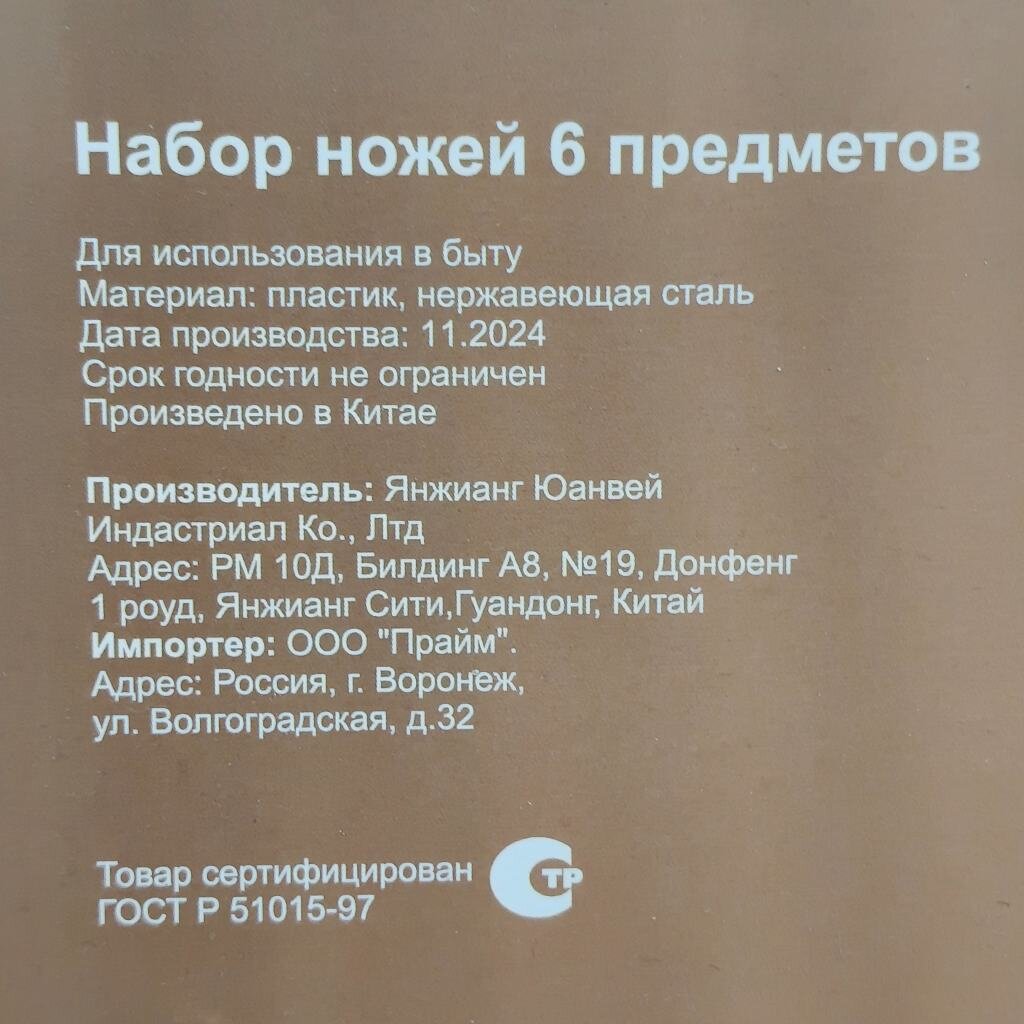 Набор ножей 6 предметов
Для использования в быту
Материал: пластик, нержавеющая сталь
Дата производства: 11.2024
Срок годности не ограничен
Произведено в Китае
Производитель: Янжианг Юанвей
Индастриал Ко., Лтд
Адрес: РМ 10Д, Билдинг А8, №19, Донфенг
1 роуд, Янжианг Сити,Гуандонг, Китай
Импортер: ООО "Прайм".
Адрес: Россия, г. Воронеж,
ул. Волгоградская, д.32
Товар сертифицирован
ГОСТ Р 51015-97
СТР